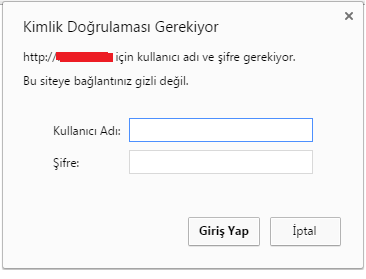 Kimlik Doğrulaması Gerekiyor
http:// için kullanıcı adı ve şifre gerekiyor.
Bu siteye bağlantınız gizli değil.
Kullanıcı Adı:
Şifre:
Giriş Yap
İptal